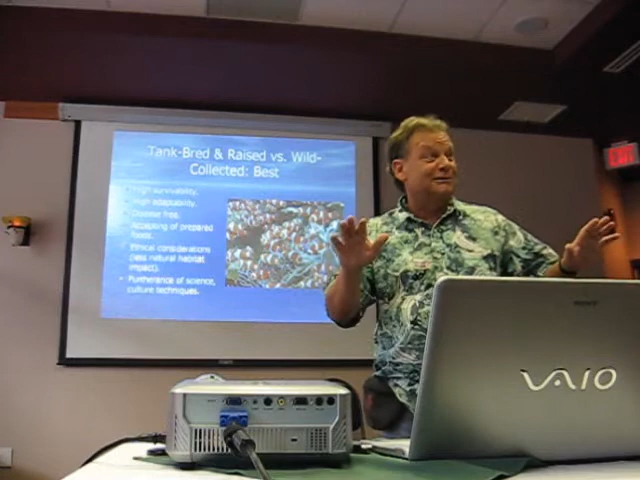 Tank-Bred & Raised vs. Wild-
Collected: Best
High survivability.
High adaptability.
Disease free.
Accepting of prepared
foods.
Ethical considerations
(less natural habitat
impact).
Furtherance of science,
culture techniques.
EXIT
VAIO